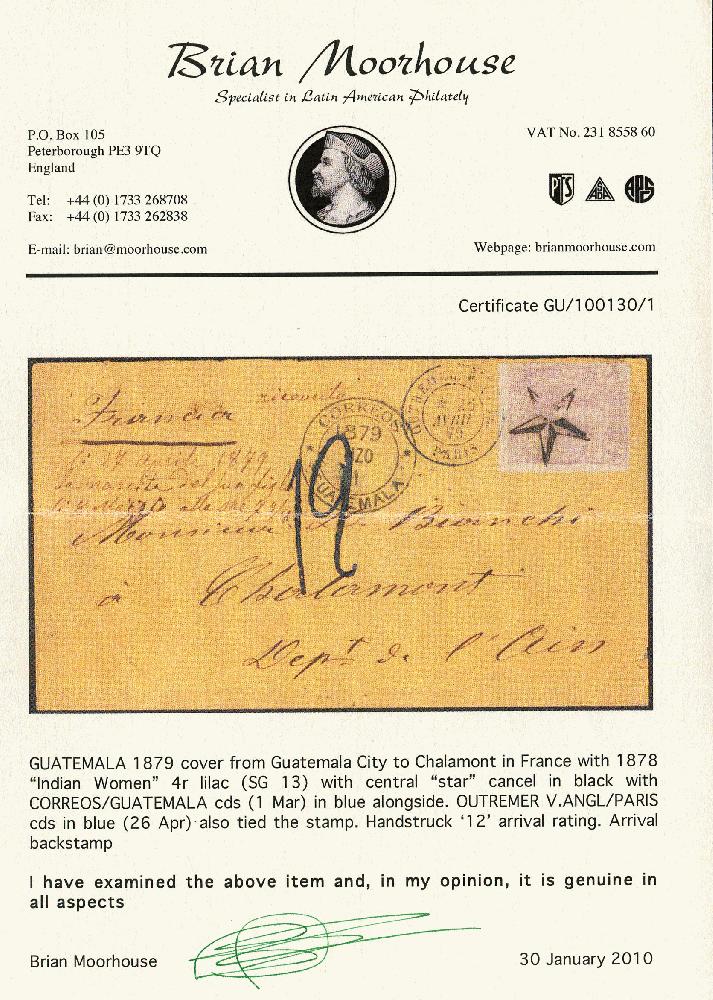 Brian Moorhouse
Specialist in Latin American Philately
P.O. Box 105
Peterborough PE3 9TQ
England
Tel: +44 (0) 1733 268708
Fax: +44 (0) 1733 262838
E-mail: brian@moorhouse.com
VAT No. 231 8558 60
PTS
ASDA
APS
Webpage: brianmoorhouse.com
Certificate GU/100130/1
Francia
CORREOS
1879
GUATEMALA
PARIS
12
Monsieur Bianchi
à Chalamont
Dept de l'Ain
GUATEMALA 1879 cover from Guatemala City to Chalamont in France with 1878
“Indian Women” 4r lilac (SG 13) with central “star” cancel in black with
CORREOS/GUATEMALA cds (1 Mar) in blue alongside. OUTREMER V.ANGL/PARIS
cds in blue (26 Apr) also tied the stamp. Handstruck ‘12’ arrival rating. Arrival
backstamp
I have examined the above item and, in my opinion, it is genuine in
all aspects
Brian Moorhouse
30 January 2010